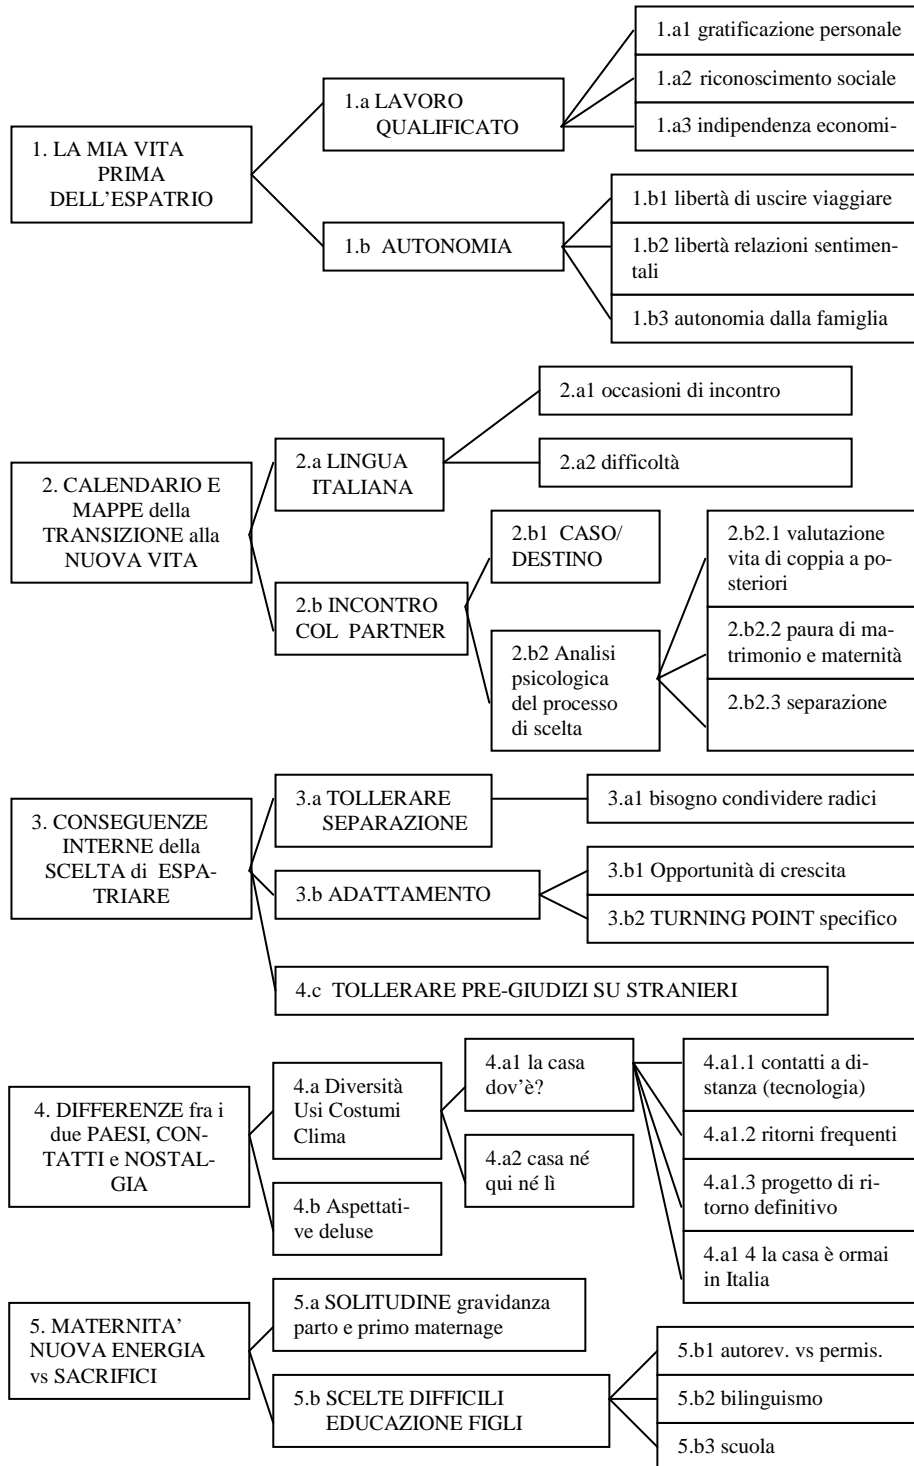 1. LA MIA VITA
PRIMA
DELL’ESPATRIO
1.a LAVORO
QUALIFICATO
1.a1 gratificazione personale
1.a2 riconoscimento sociale
1.a3 indipendenza economi-
1.b AUTONOMIA
1.b1 libertà di uscire viaggiare
1.b2 libertà relazioni sentimen-
tali
1.b3 autonomia dalla famiglia
2. CALENDARIO E
MAPPE della
TRANSIZIONE alla
NUOVA VITA
2.a LINGUA
ITALIANA
2.a1 occasioni di incontro
2.a2 difficoltà
2.b INCONTRO
COL PARTNER
2.b1 CASO/
DESTINO
2.b2 Analisi
psicologica
del processo
di scelta
2.b2.1 valutazione
vita di coppia a po-
steriori
2.b2.2 paura di ma-
trimonio e maternità
2.b2.3 separazione
3. CONSEGUENZE
INTERNE della
SCELTA di ESPA-
TRIARE
3.a TOLLERARE
SEPARAZIONE
3.a1 bisogno condividere radici
3.b ADATTAMENTO
3.b1 Opportunità di crescita
3.b2 TURNING POINT specifico
4.c TOLLERARE PRE-GIUDIZI SU STRANIERI
4. DIFFERENZE fra i
due PAESI, CON-
TATTI e NOSTAL-
GIA
4.a Diversità
Usi Costumi
Clima
4.a1 la casa
dov’è?
4.a1.1 contatti a di-
stanza (tecnologia)
4.a1.2 ritorni frequenti
4.a1.3 progetto di ri-
torno definitivo
4.a1 4 la casa è ormai
in Italia
4.a2 casa né
qui né lì
4.b Aspettati-
ve deluse
5. MATERNITA’
NUOVA ENERGIA
vs SACRIFICI
5.a SOLITUDINE gravidanza
parto e primo maternage
5.b SCELTE DIFFICILI
EDUCAZIONE FIGLI
5.b1 autorev. vs permis.
5.b2 bilinguismo
5.b3 scuola